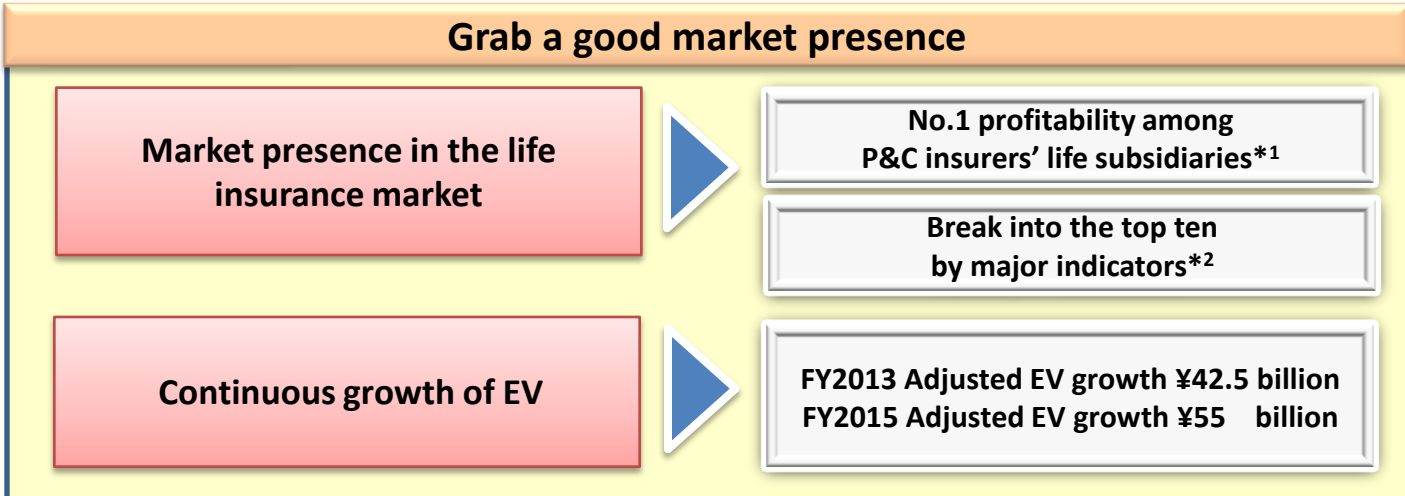 Grab a good market presence
Market presence in the life
insurance market
No.1 profitability among
P&C insurers’ life subsidiaries*1
Break into the top ten
by major indicators*2
Continuous growth of EV
FY2013 Adjusted EV growth ¥42.5 billion
FY2015 Adjusted EV growth ¥55 billion